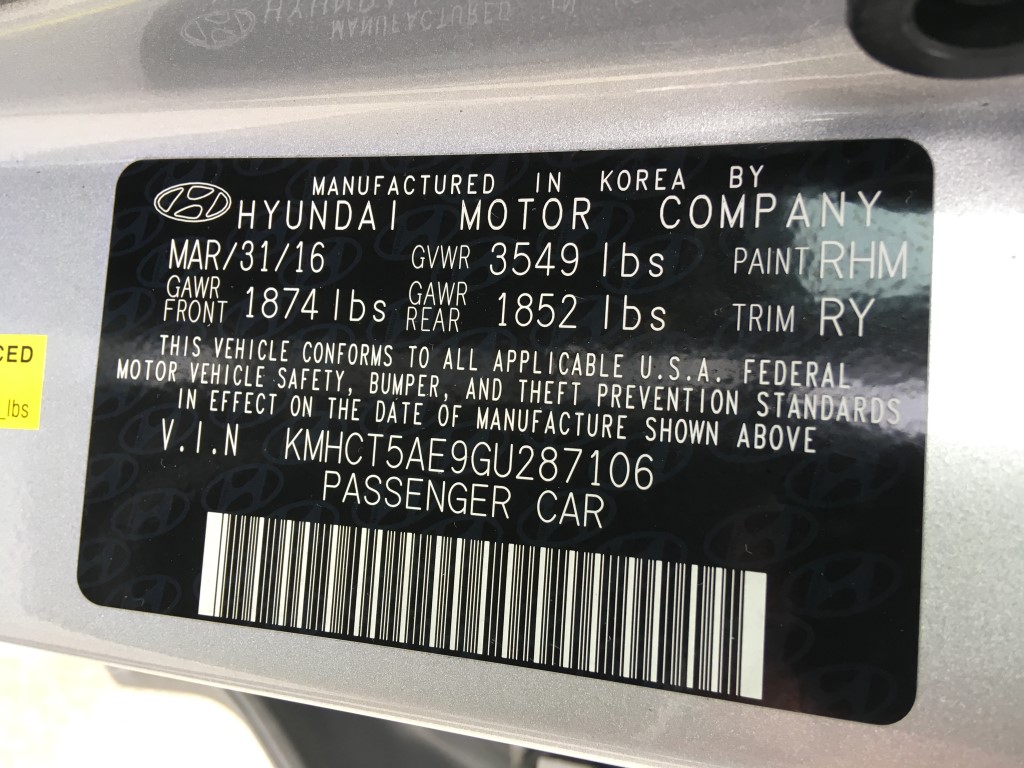 MANUFACTURED IN KOREA BY
HYUNDAI MOTOR COMPANY
MAR/31/16 GVWR 3549 lbs PAINT RHM
GAWR FRONT 1874 lbs GAWR REAR 1852 lbs TRIM RY
THIS VEHICLE CONFORMS TO ALL APPLICABLE U.S.A. FEDERAL
MOTOR VEHICLE SAFETY, BUMPER, AND THEFT PREVENTION STANDARDS
IN EFFECT ON THE DATE OF MANUFACTURE SHOWN ABOVE
V.I.N KMHCT5AE9GU287106
PASSENGER CAR
lbs